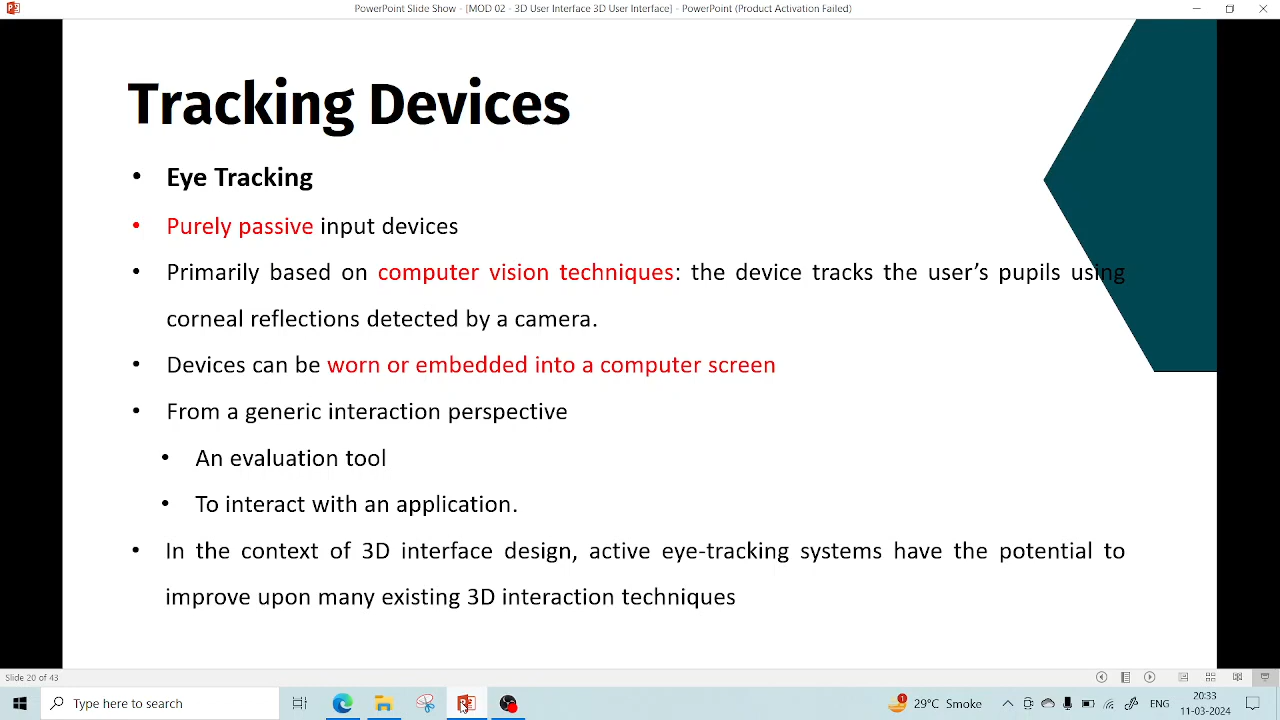 PowerPoint Slide Show - [MOD 02 - 3D User Interface 3D User Interface] - PowerPoint (Product Activation Failed)
Tracking Devices
• Eye Tracking
• Purely passive input devices
• Primarily based on computer vision techniques: the device tracks the user’s pupils using
corneal reflections detected by a camera.
• Devices can be worn or embedded into a computer screen
• From a generic interaction perspective
• An evaluation tool
• To interact with an application.
• In the context of 3D interface design, active eye-tracking systems have the potential to
improve upon many existing 3D interaction techniques
Slide 20 of 43
Type here to search
29°C Smoke
ENG
20:33
11-03-2024